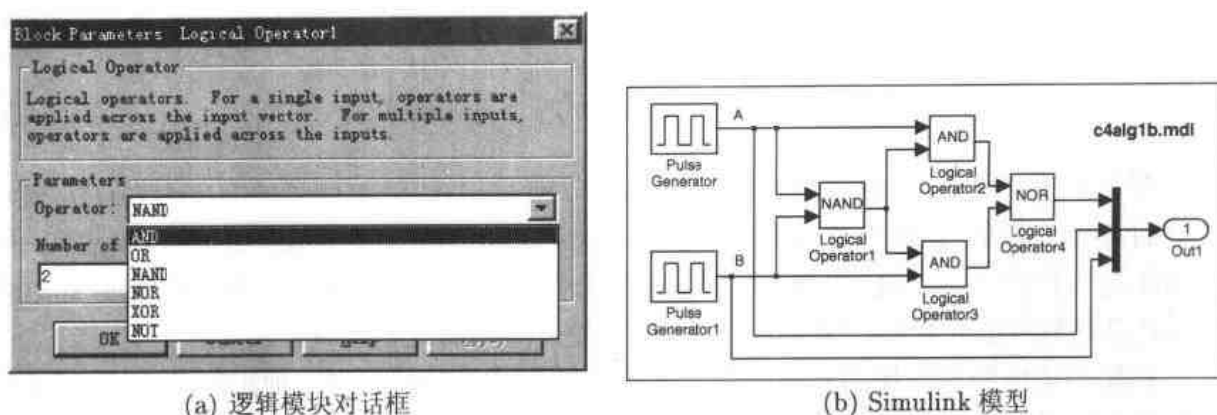 Block Parameters Logical Operator1
Logical Operator
Logical operators. For a single input, operators are
applied across the input vector. For multiple inputs,
operators are applied across the inputs.
Parameters
Operator:
NAND
AND
OR
NAND
NOR
XOR
NOT
Number of
2
OK
(a) 逻辑模块对话框
c4alg1b.mdl
A
Pulse
Generator
B
Pulse
Generator1
NAND
Logical
Operator1
AND
Logical
Operator2
AND
Logical
Operator3
NOR
Logical
Operator4
1
Out1
(b) Simulink 模型